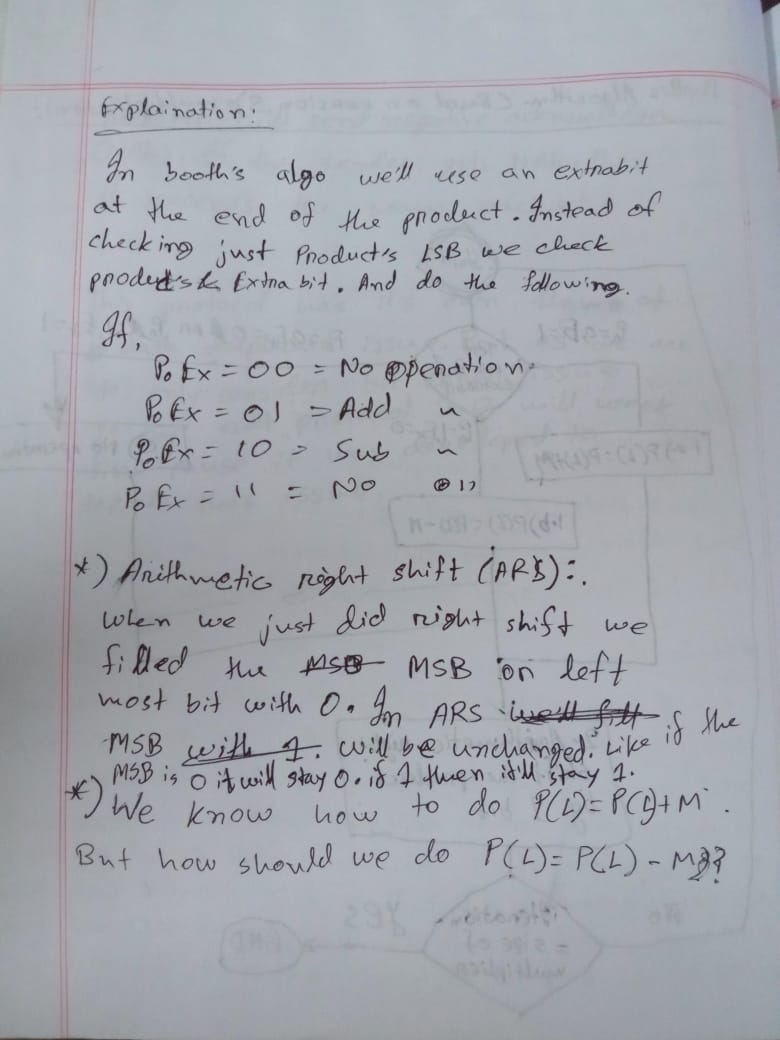 Explaination:
In booth's algo we'll use an extrabit
at the end of the product. Instead of
checking just Product's LSB we check
product's & Extra bit. And do the following.
If,
P₀ Ex = 00 = No operation.
P₀ Ex = 01 = Add "
P₀ Ex = 10 = Sub "
P₀ Ex = 11 = No "
*) Arithmetic right shift (ARS):.
When we just did right shift we
filled the MSB or left
most bit with 0. In ARS
MSB will be unchanged. Like if the
MSB is 0 it will stay 0. if 1 then it'll stay 1.
*) We know how to do P(L)= P(L)+M.
But how should we do P(L)= P(L) - M??